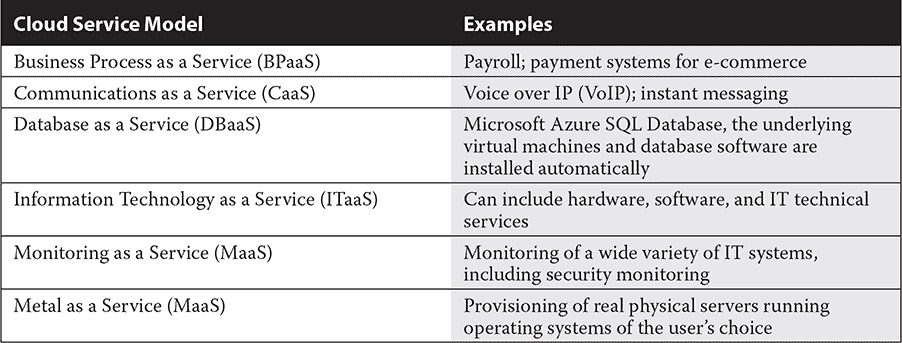 Cloud Service Model Examples
Business Process as a Service (BPaaS) Payroll; payment systems for e-commerce
Communications as a Service (CaaS) Voice over IP (VoIP); instant messaging
Database as a Service (DBaaS) Microsoft Azure SQL Database, the underlying
virtual machines and database software are
installed automatically
Information Technology as a Service (ITaaS) Can include hardware, software, and IT technical
services
Monitoring as a Service (MaaS) Monitoring of a wide variety of IT systems,
including security monitoring
Metal as a Service (MaaS) Provisioning of real physical servers running
operating systems of the user’s choice